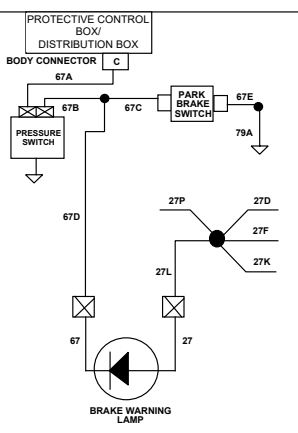 PROTECTIVE CONTROL
BOX/
DISTRIBUTION BOX
BODY CONNECTOR
C
67A
67B
67C
PARK
BRAKE
SWITCH
67E
79A
PRESSURE
SWITCH
67D
27P
27D
27F
27K
27L
67
27
BRAKE WARNING
LAMP